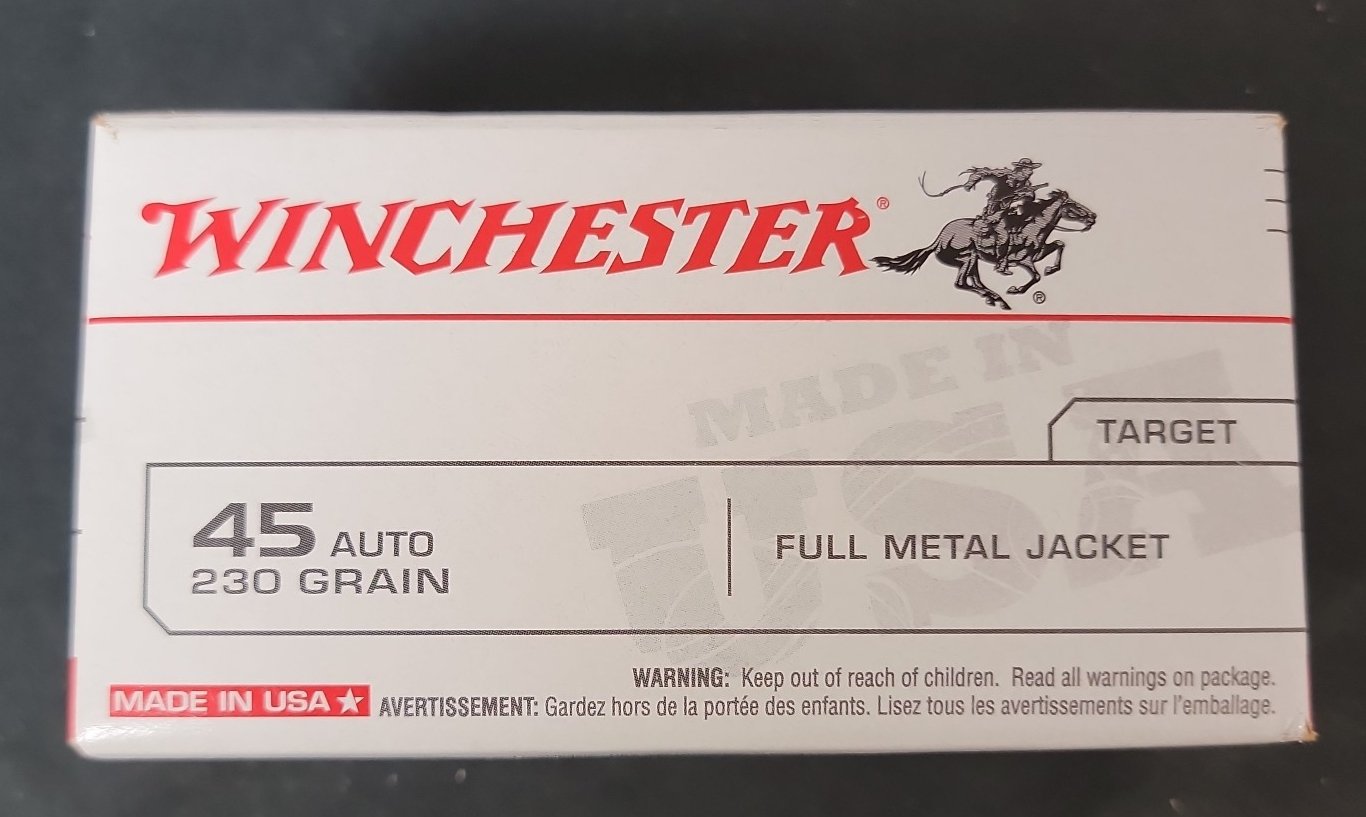 WINCHESTER®
®
MADE IN
USA
TARGET
45 AUTO
230 GRAIN
FULL METAL JACKET
WARNING: Keep out of reach of children. Read all warnings on package.
MADE IN USA★ AVERTISSEMENT: Gardez hors de la portée des enfants. Lisez tous les avertissements sur l'emballage.